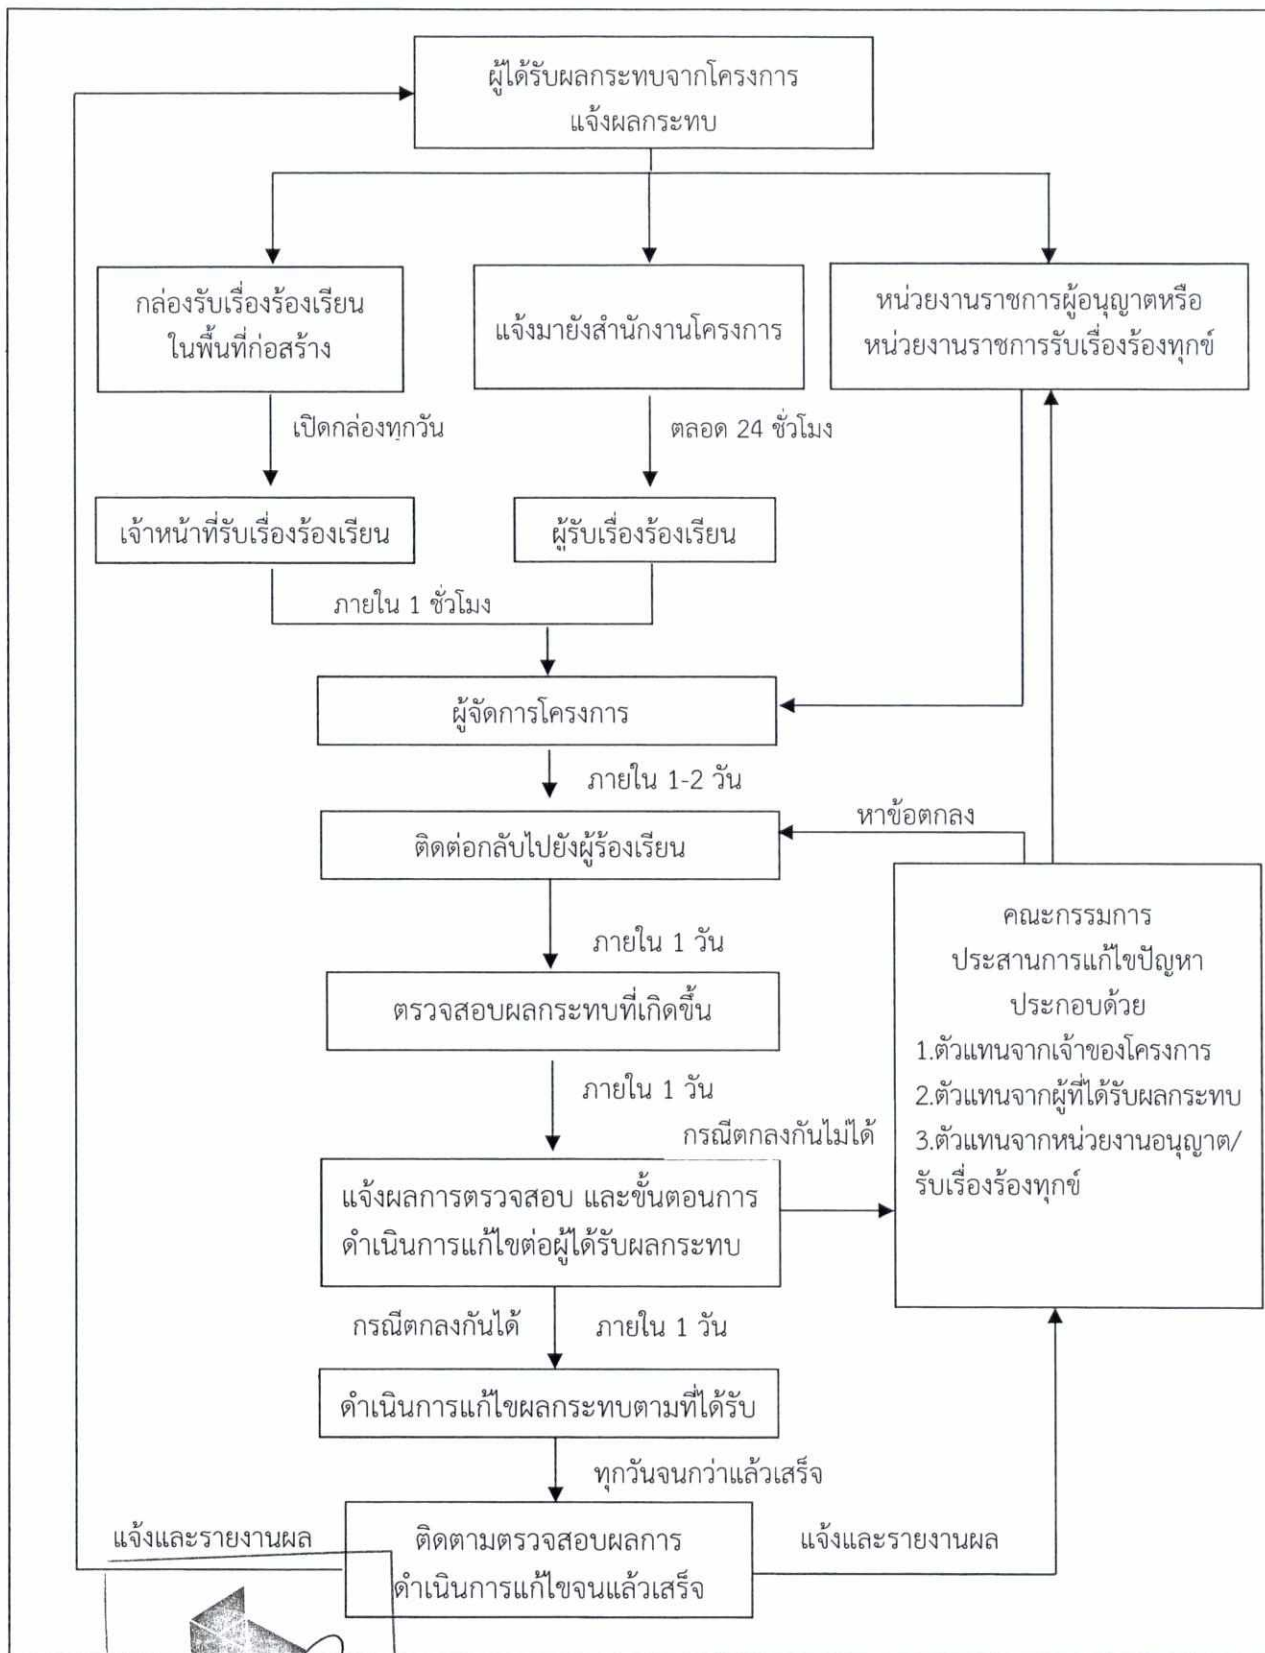 ผู้ได้รับผลกระทบจากโครงการ
แจ้งผลกระทบ
กล่องรับเรื่องร้องเรียน
ในพื้นที่ก่อสร้าง
แจ้งมายังสำนักงานโครงการ
หน่วยงานราชการผู้อนุญาตหรือ
หน่วยงานราชการรับเรื่องร้องทุกข์
เปิดกล่องทุกวัน
ตลอด 24 ชั่วโมง
เจ้าหน้าที่รับเรื่องร้องเรียน
ผู้รับเรื่องร้องเรียน
ภายใน 1 ชั่วโมง
ผู้จัดการโครงการ
ภายใน 1-2 วัน
หาข้อตกลง
ติดต่อกลับไปยังผู้ร้องเรียน
ภายใน 1 วัน
คณะกรรมการ
ประสานการแก้ไขปัญหา
ประกอบด้วย
1.ตัวแทนจากเจ้าของโครงการ
2.ตัวแทนจากผู้ที่ได้รับผลกระทบ
3.ตัวแทนจากหน่วยงานอนุญาต/
รับเรื่องร้องทุกข์
ตรวจสอบผลกระทบที่เกิดขึ้น
ภายใน 1 วัน
กรณีตกลงกันไม่ได้
แจ้งผลการตรวจสอบ และขั้นตอนการ
ดำเนินการแก้ไขต่อผู้ได้รับผลกระทบ
กรณีตกลงกันได้
ภายใน 1 วัน
ดำเนินการแก้ไขผลกระทบตามที่ได้รับ
ทุกวันจนกว่าแล้วเสร็จ
แจ้งและรายงานผล
ติดตามตรวจสอบผลการ
ดำเนินการแก้ไขจนแล้วเสร็จ
แจ้งและรายงานผล